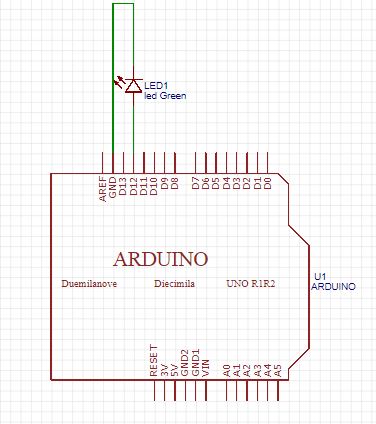 LED1
led Green
AREF
GND
D13
D12
D11
D10
D9
D8
D7
D6
D5
D4
D3
D2
D1
D0
ARDUINO
Duemilanove Diecimila UNO R1R2
U1
ARDUINO
RESET
3V
5V
GND2
GND1
VIN
A0
A1
A2
A3
A4
A5